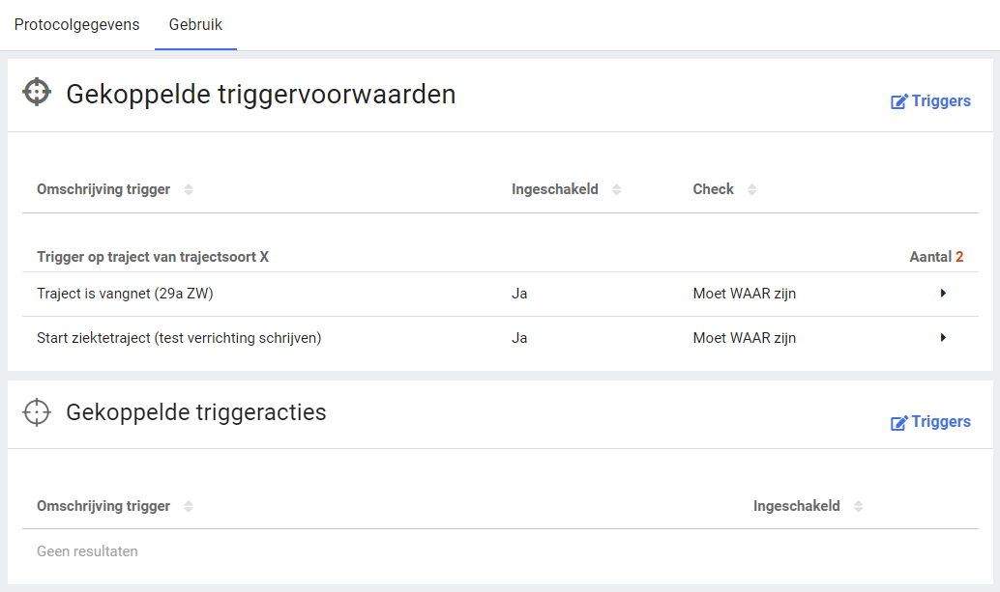 Protocolgegevens Gebruik
Gekoppelde triggervoorwaarden
Triggers
Omschrijving trigger Ingeschakeld Check
Trigger op traject van trajectsoort X Aantal 2
Traject is vangnet (29a ZW) Ja Moet WAAR zijn
Start ziektetraject (test verrichting schrijven) Ja Moet WAAR zijn
Gekoppelde triggeracties
Triggers
Omschrijving trigger Ingeschakeld
Geen resultaten